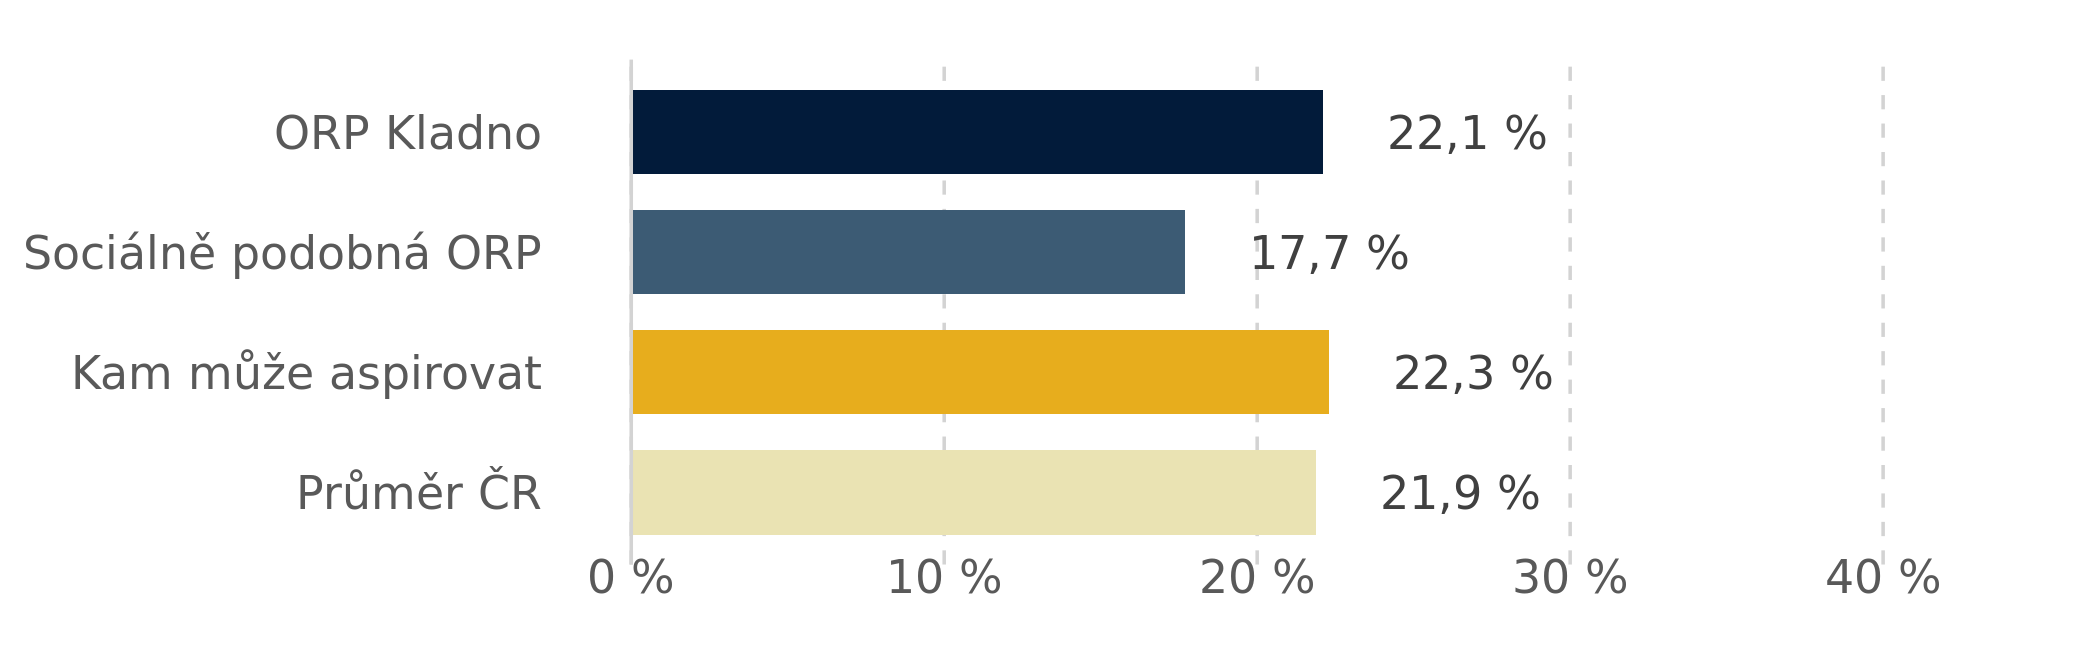 ORP Kladno 22,1 %
Sociálně podobná ORP 17,7 %
Kam může aspirovat 22,3 %
Průměr ČR 21,9 %
0 % 10 % 20 % 30 % 40 %